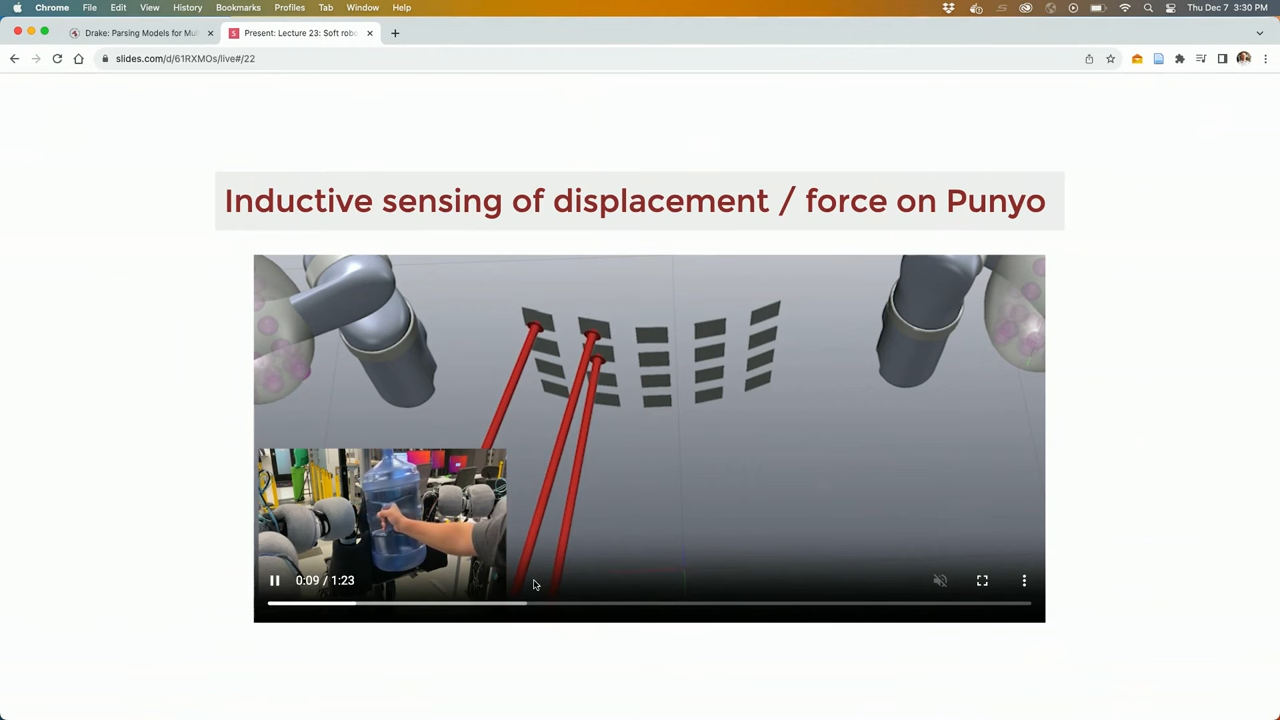 Chrome File Edit View History Bookmarks Profiles Tab Window Help Thu Dec 7 3:30 PM
Drake: Parsing Models for Mul Present: Lecture 23: Soft robo
slides.com/d/61RXMOs/live#/22
Inductive sensing of displacement / force on Punyo
0:09 / 1:23